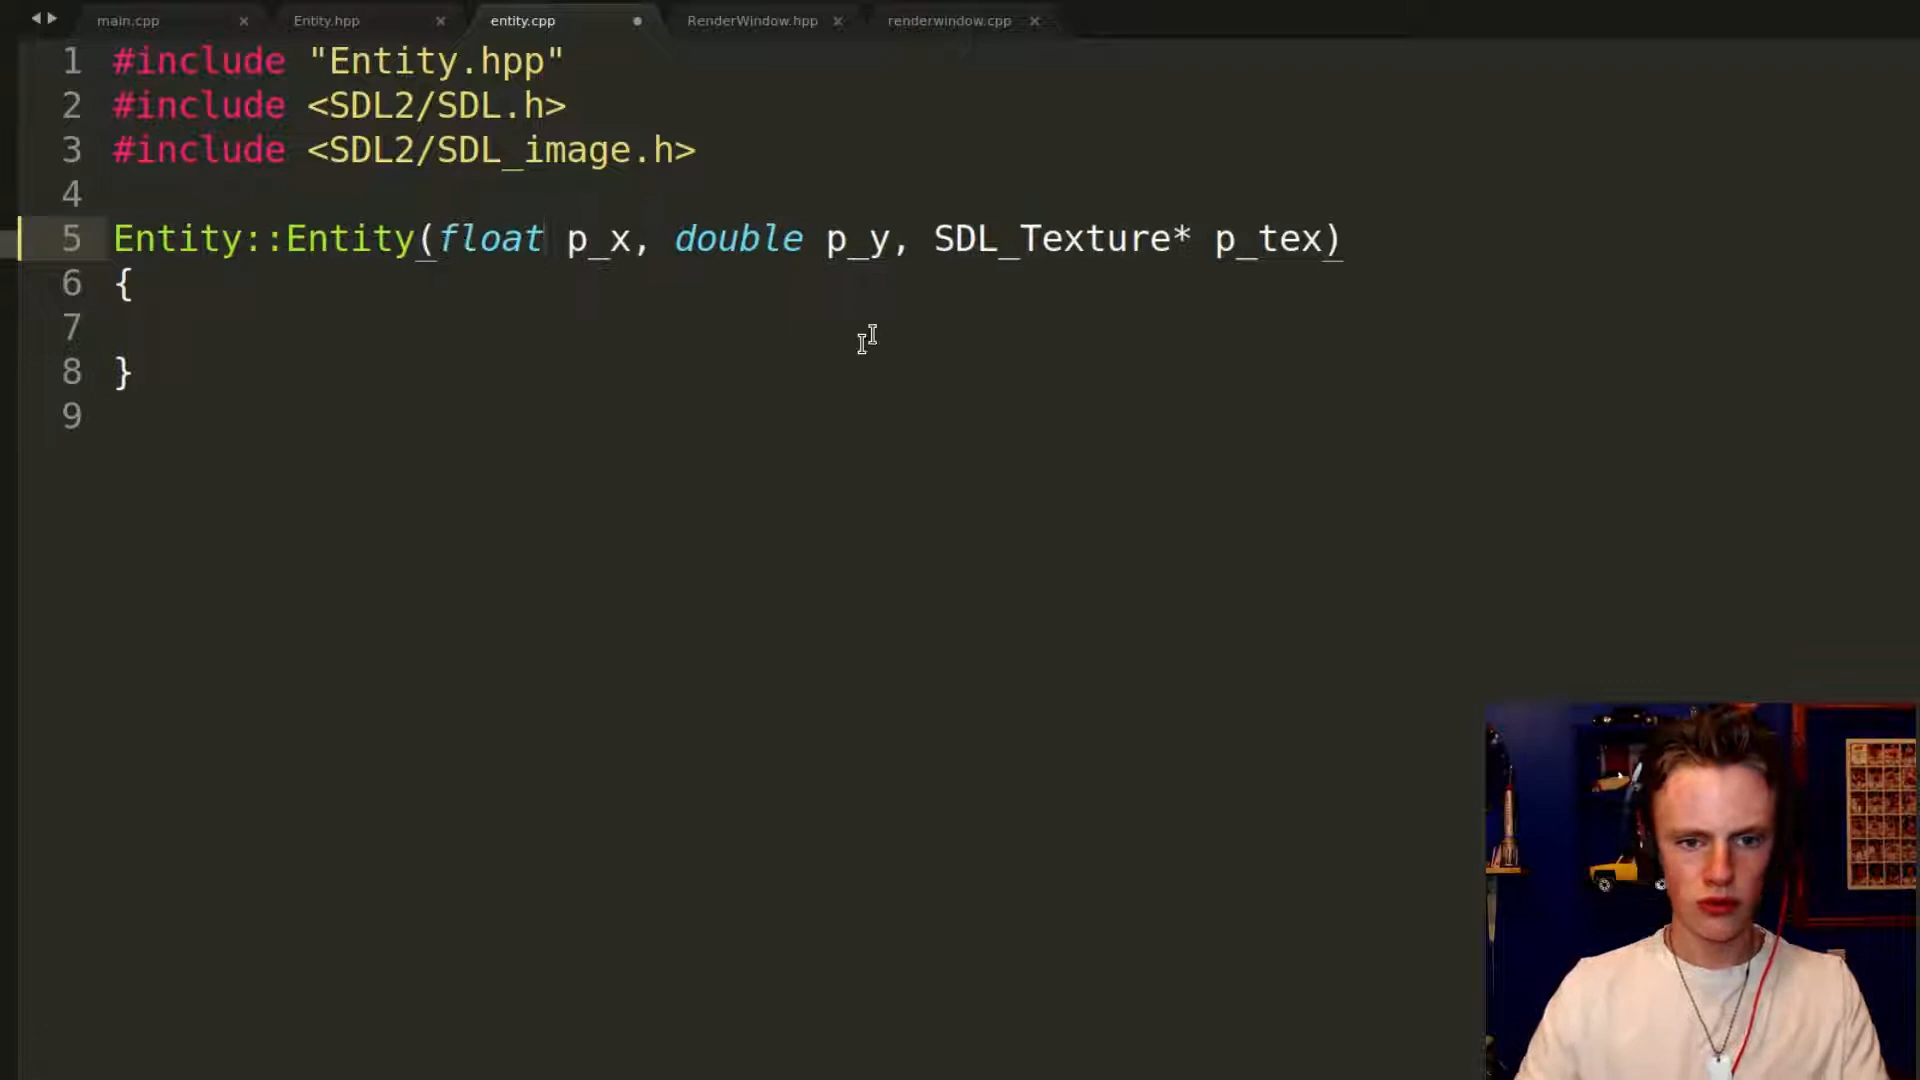 main.cpp × Entity.hpp × entity.cpp RenderWindow.hpp × renderwindow.cpp ×
1 #include "Entity.hpp"
2 #include <SDL2/SDL.h>
3 #include <SDL2/SDL_image.h>
4
5 Entity::Entity(float p_x, double p_y, SDL_Texture* p_tex)
6 {
7
8 }
9